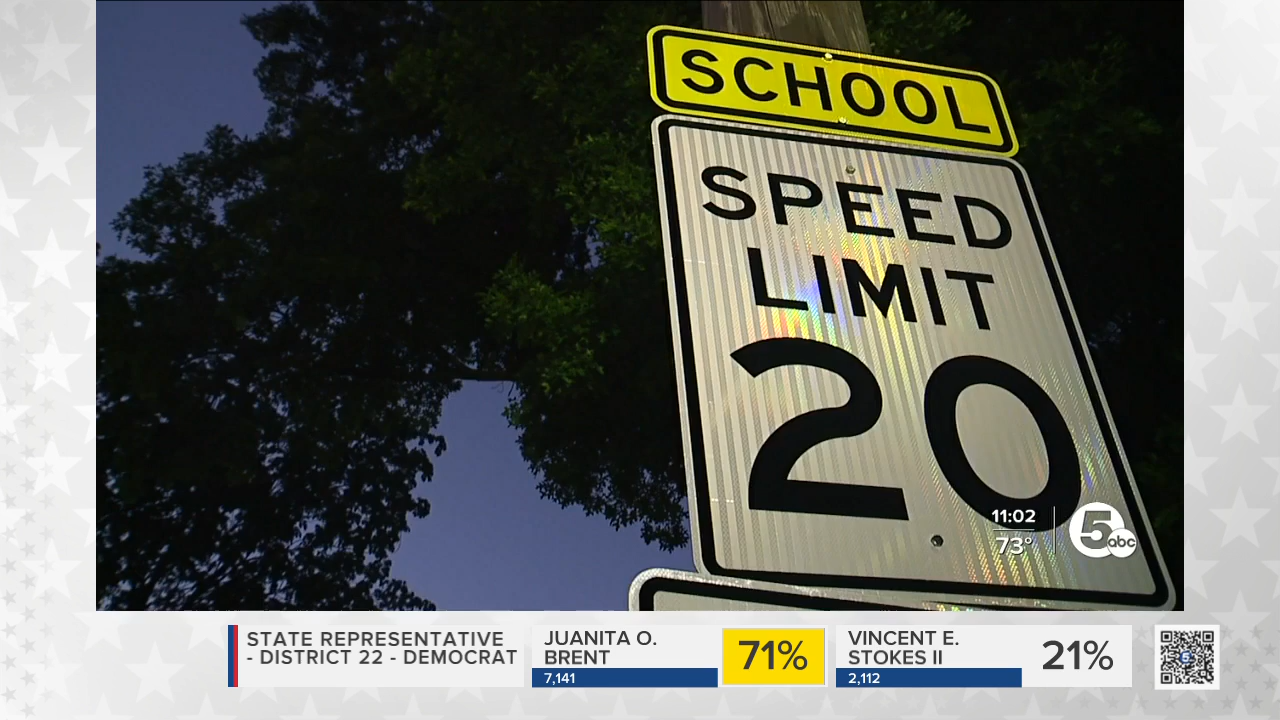 SCHOOL
SPEED
LIMIT
20
11:02
73°
5
abc
STATE REPRESENTATIVE
- DISTRICT 22 - DEMOCRAT
JUANITA O.
BRENT
7,141
71%
VINCENT E.
STOKES II
2,112
21%